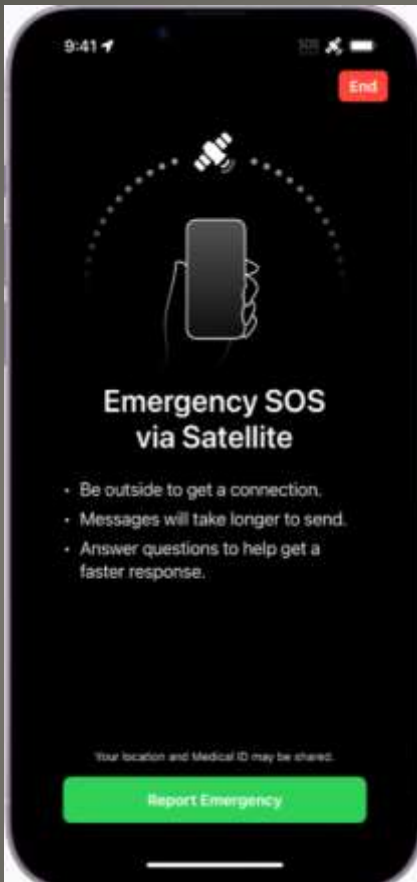 9:41
SOS
End
Emergency SOS
via Satellite
• Be outside to get a connection.
• Messages will take longer to send.
• Answer questions to help get a
faster response.
Your location and Medical ID may be shared.
Report Emergency